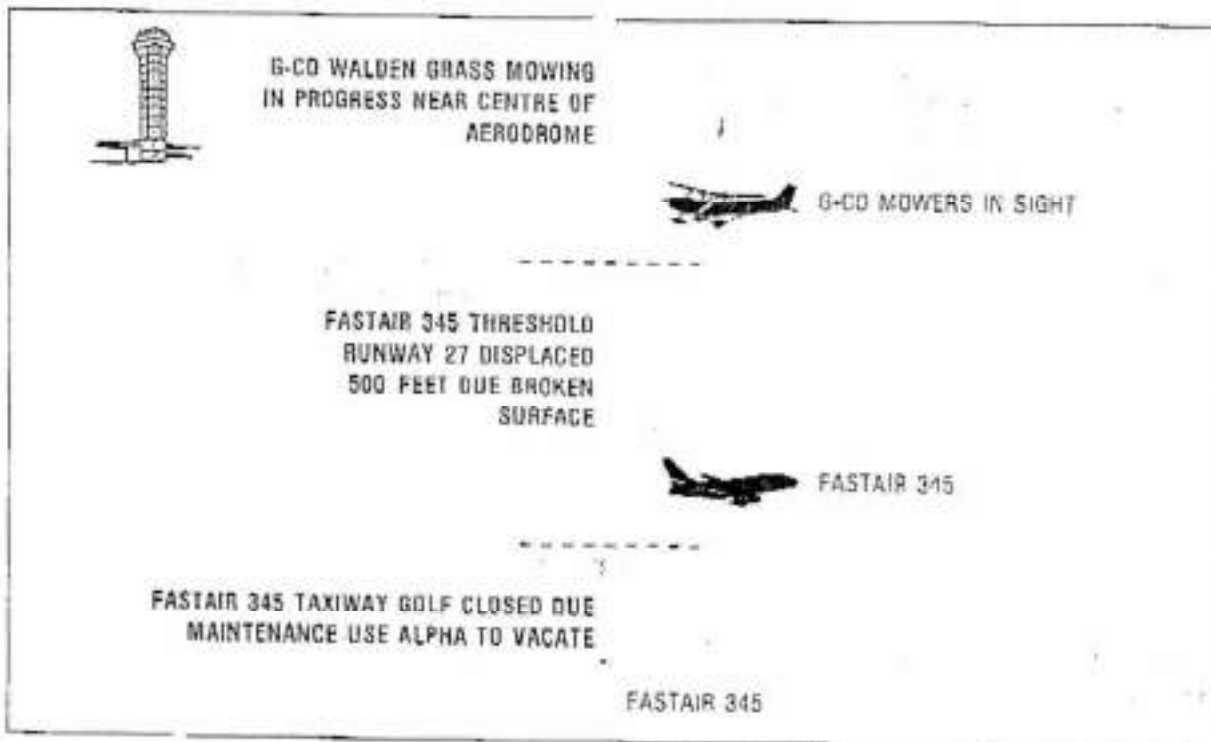 G-CD WALDEN GRASS MOWING
IN PROGRESS NEAR CENTRE OF
AERODROME
G-CD MOWERS IN SIGHT
FASTAIR 345 THRESHOLD
RUNWAY 27 DISPLACED
500 FEET DUE BROKEN
SURFACE
FASTAIR 345
FASTAIR 345 TAXIWAY GOLF CLOSED DUE
MAINTENANCE USE ALPHA TO VACATE
FASTAIR 345